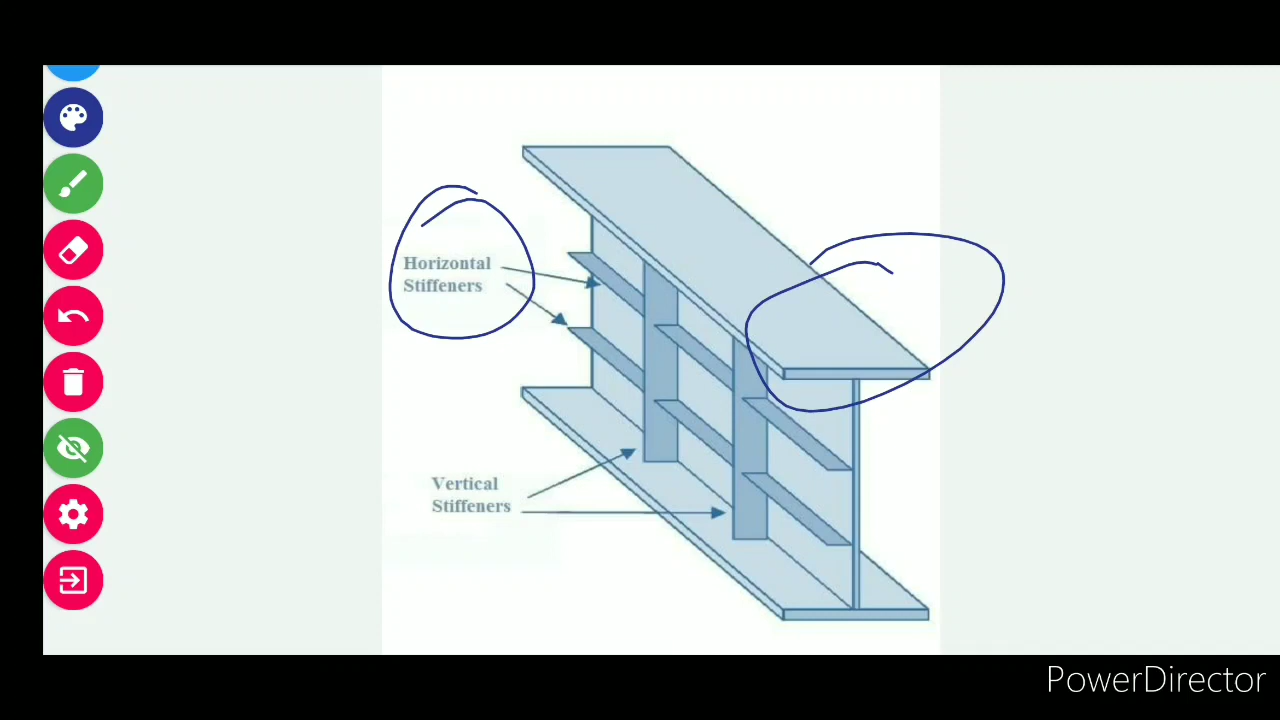 Horizontal
Stiffeners
Vertical
Stiffeners
PowerDirector